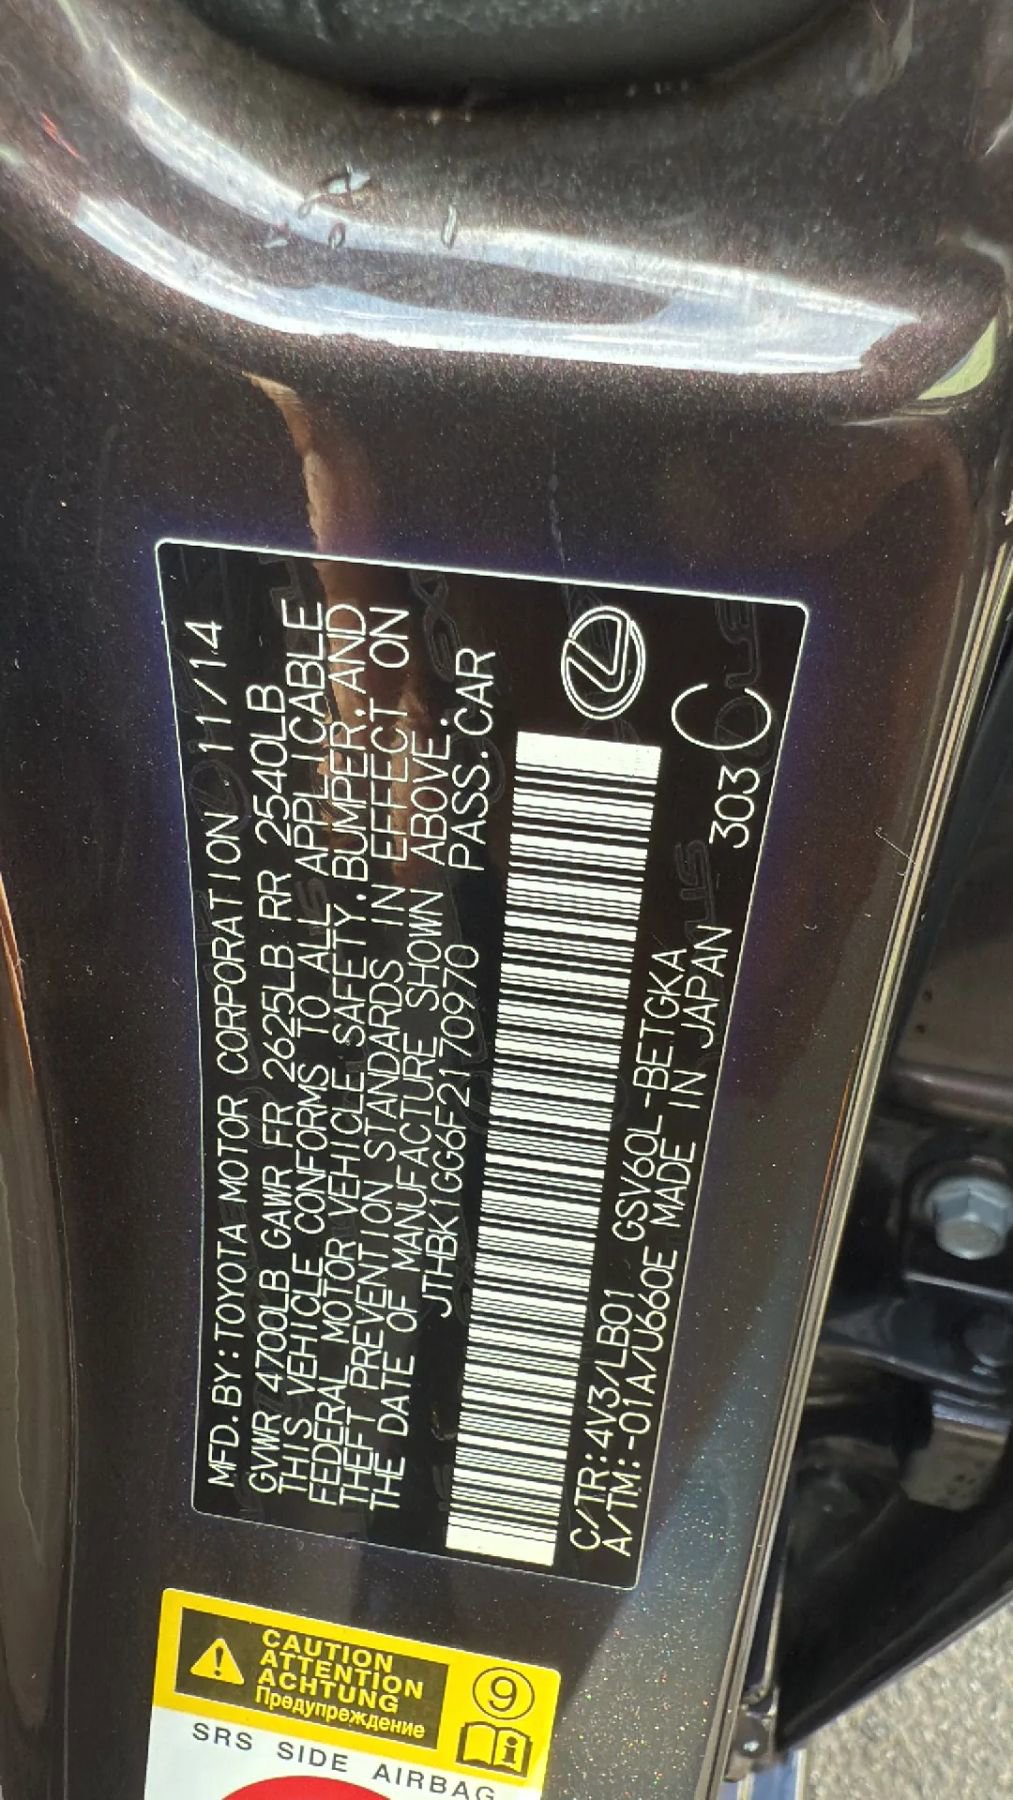 MFD.BY:TOYOTA MOTOR CORPORATION 11/14
GVWR 4700LB GAWR FR 2625LB RR 2540LB
THIS VEHICLE CONFORMS TO ALL APPLICABLE
FEDERAL MOTOR VEHICLE SAFETY,BUMPER,AND
THEFT PREVENTION STANDARDS IN EFFECT ON
THE DATE OF MANUFACTURE SHOWN ABOVE.
JTHBK1GG6F2170970 PASS.CAR
C/TR:4V3/LB01 GSV60L-BETGKA
A/TM:-01A/U660E MADE IN JAPAN 303
CAUTION
ATTENTION
ACHTUNG
Предупреждение
9
i
SRS SIDE AIRBAG